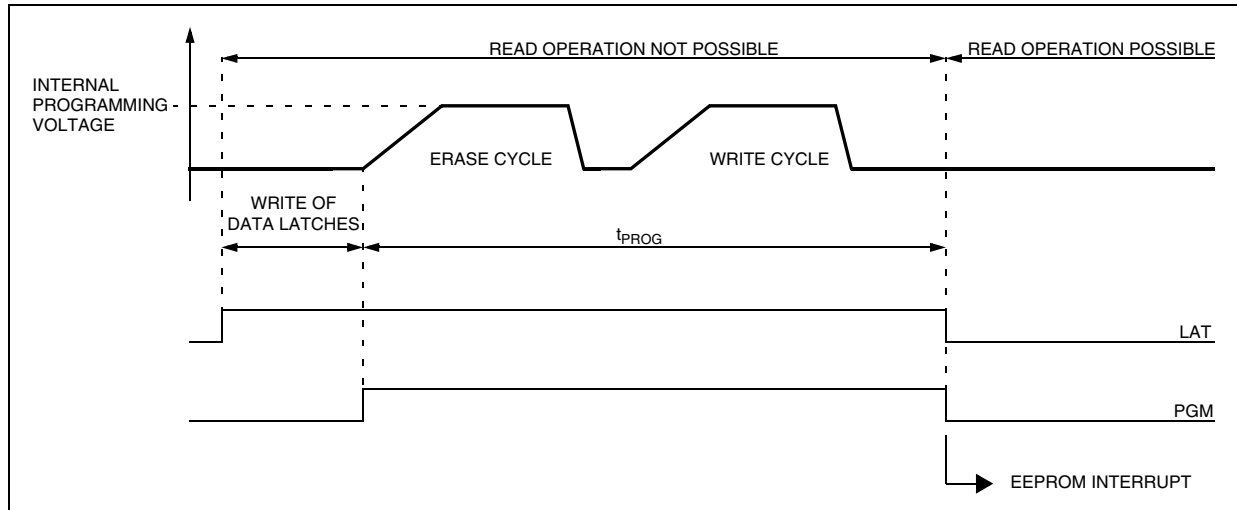 READ OPERATION NOT POSSIBLE
READ OPERATION POSSIBLE
INTERNAL
PROGRAMMING
VOLTAGE
ERASE CYCLE
WRITE CYCLE
WRITE OF
DATA LATCHES
tPROG
LAT
PGM
EEPROM INTERRUPT